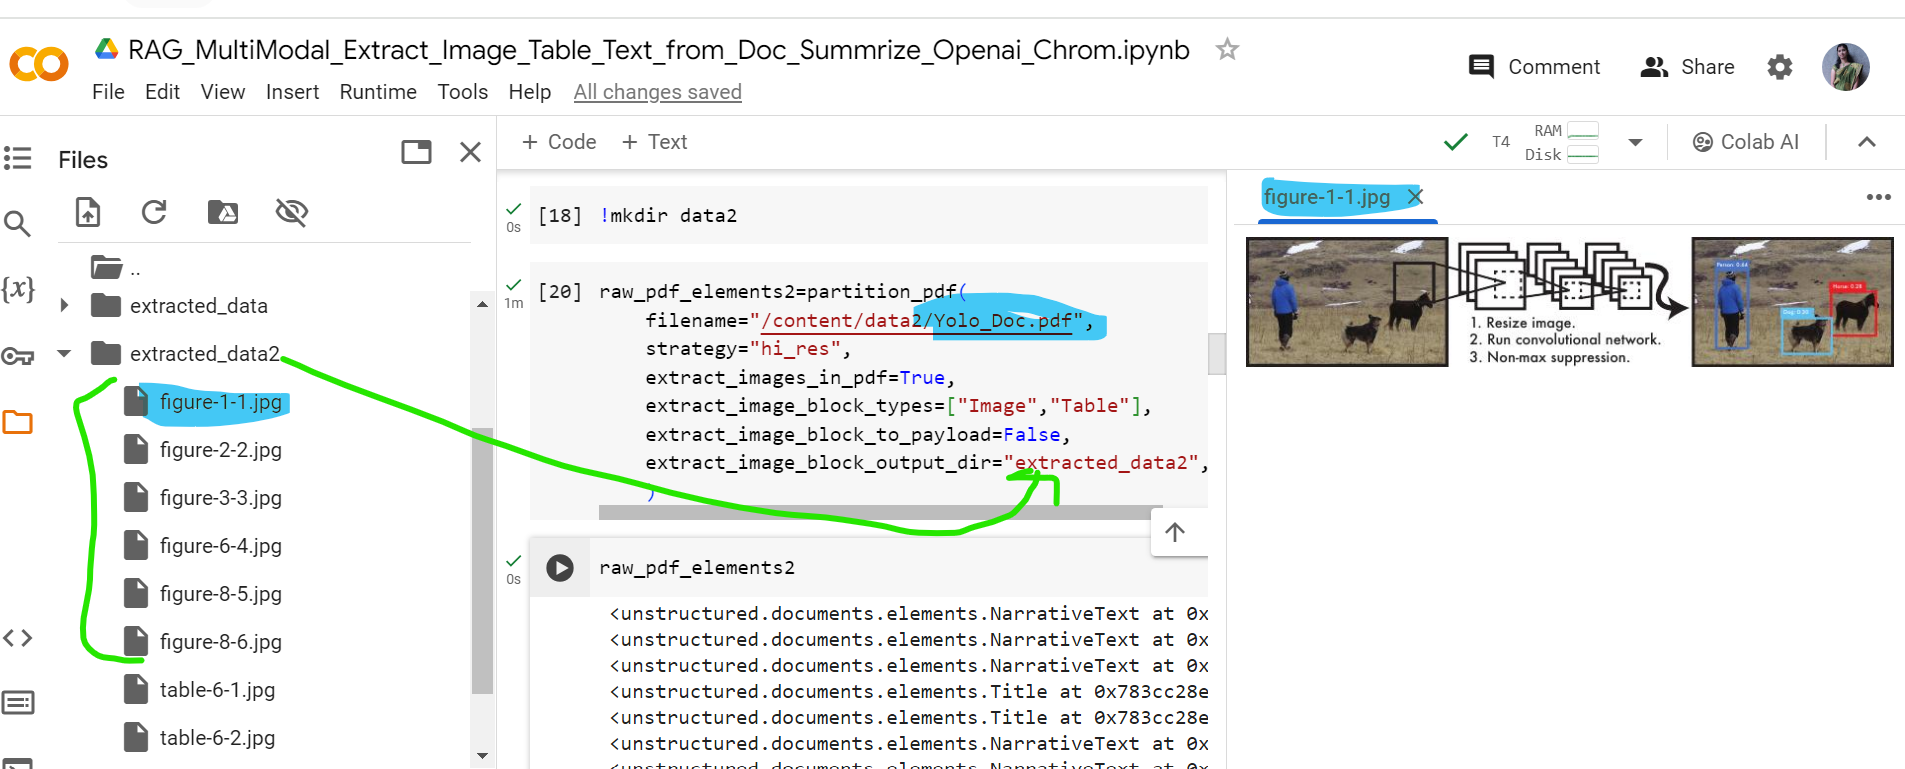 RAG_MultiModal_Extract_Image_Table_Text_from_Doc_Summrize_Openai_Chrom.ipynb
File Edit View Insert Runtime Tools Help All changes saved
Comment
Share
Files
..
extracted_data
extracted_data2
figure-1-1.jpg
figure-2-2.jpg
figure-3-3.jpg
figure-6-4.jpg
figure-8-5.jpg
figure-8-6.jpg
table-6-1.jpg
table-6-2.jpg
+ Code + Text
T4
RAM
Disk
Colab AI
0s
[18] !mkdir data2
1m
[20] raw_pdf_elements2=partition_pdf(
filename="/content/data2/Yolo_Doc.pdf",
strategy="hi_res",
extract_images_in_pdf=True,
extract_image_block_types=["Image","Table"],
extract_image_block_to_payload=False,
extract_image_block_output_dir="extracted_data2",
)
0s
raw_pdf_elements2
<unstructured.documents.elements.NarrativeText at 0x
<unstructured.documents.elements.NarrativeText at 0x
<unstructured.documents.elements.NarrativeText at 0x
<unstructured.documents.elements.Title at 0x783cc28e
<unstructured.documents.elements.Title at 0x783cc28e
<unstructured.documents.elements.NarrativeText at 0x
figure-1-1.jpg
1. Resize image.
2. Run convolutional network.
3. Non-max suppression.
Person: 0.64
Horse: 0.28
Dog: 0.30